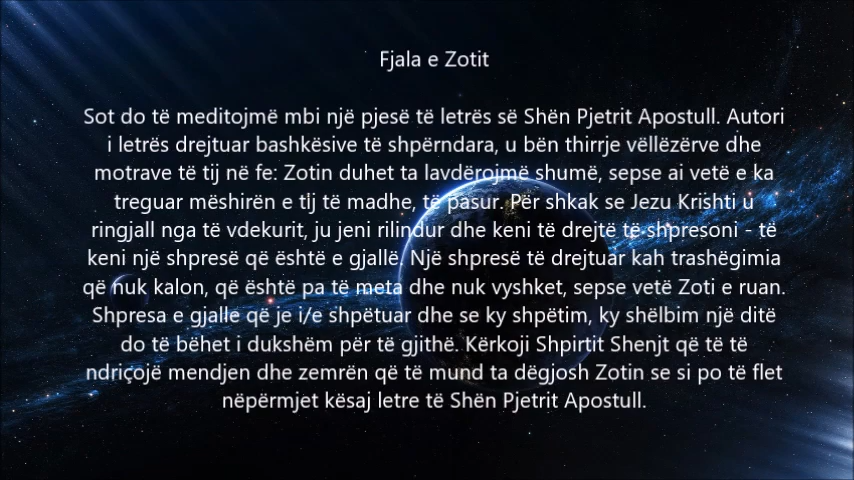 Fjala e Zotit
Sot do të meditojmë mbi një pjesë të letrës së Shën Pjetrit Apostull. Autori
i letrës drejtuar bashkësive të shpërndara, u bën thirrje vëllezërve dhe
motrave të tij në fe: Zotin duhet ta lavdërojmë shumë, sepse ai vetë e ka
treguar mëshirën e tij të madhe, të pasur. Për shkak se Jezu Krishti u
ringjall nga të vdekurit, ju jeni rilindur dhe keni të drejtë të shpresoni - të
keni një shpresë që është e gjallë. Një shpresë të drejtuar kah trashëgimia
që nuk kalon, që është pa të meta dhe nuk vyshket, sepse vetë Zoti e ruan.
Shpresa e gjallë që je i/e shpëtuar dhe se ky shpëtim, ky shëlbim një ditë
do të bëhet i dukshëm për të gjithë. Kërkoji Shpirtit Shenjt që të të
ndriçojë mendjen dhe zemrën që të mund ta dëgjosh Zotin se si po të flet
nëpërmjet kësaj letre të Shën Pjetrit Apostull.